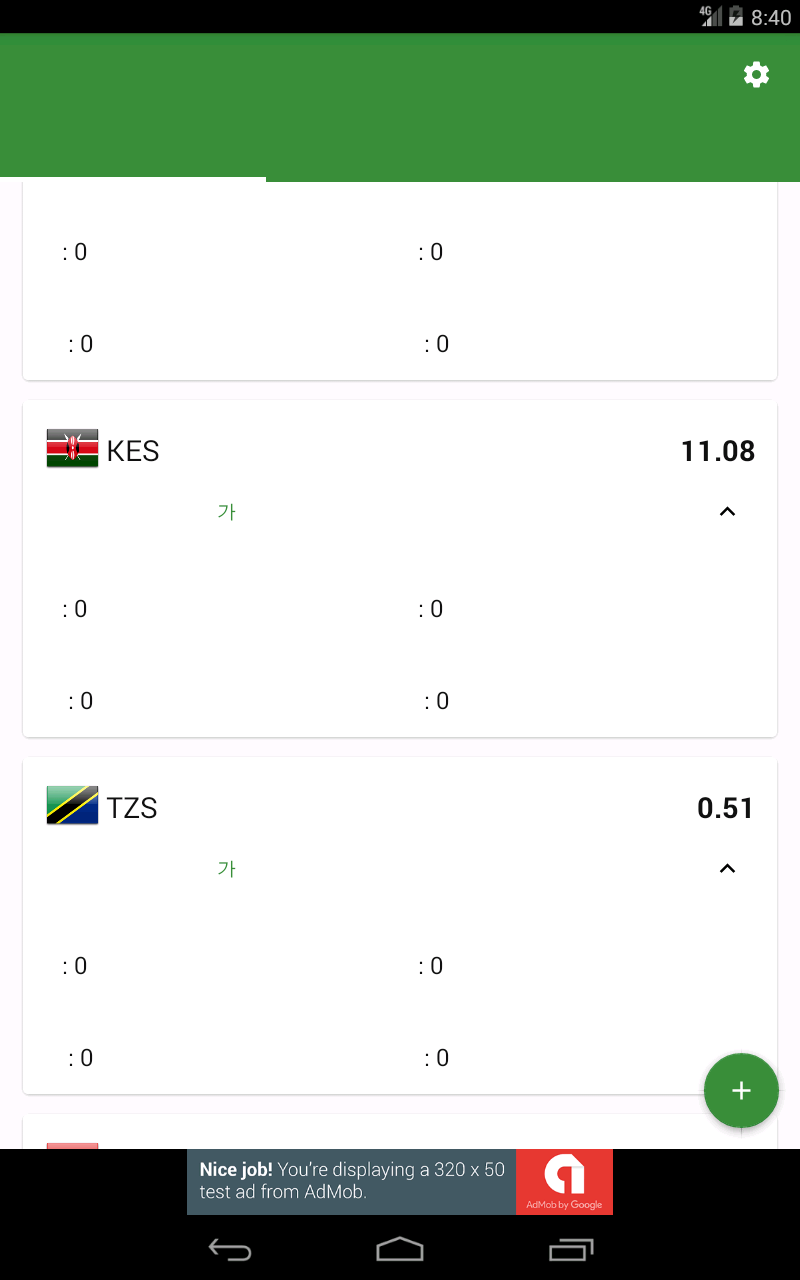 4G 8:40
: 0 : 0
: 0 : 0
KES 11.08
가
: 0 : 0
: 0 : 0
TZS 0.51
가
: 0 : 0
: 0 : 0
+
Nice job! You're displaying a 320 x 50
test ad from AdMob.
AdMob by Google